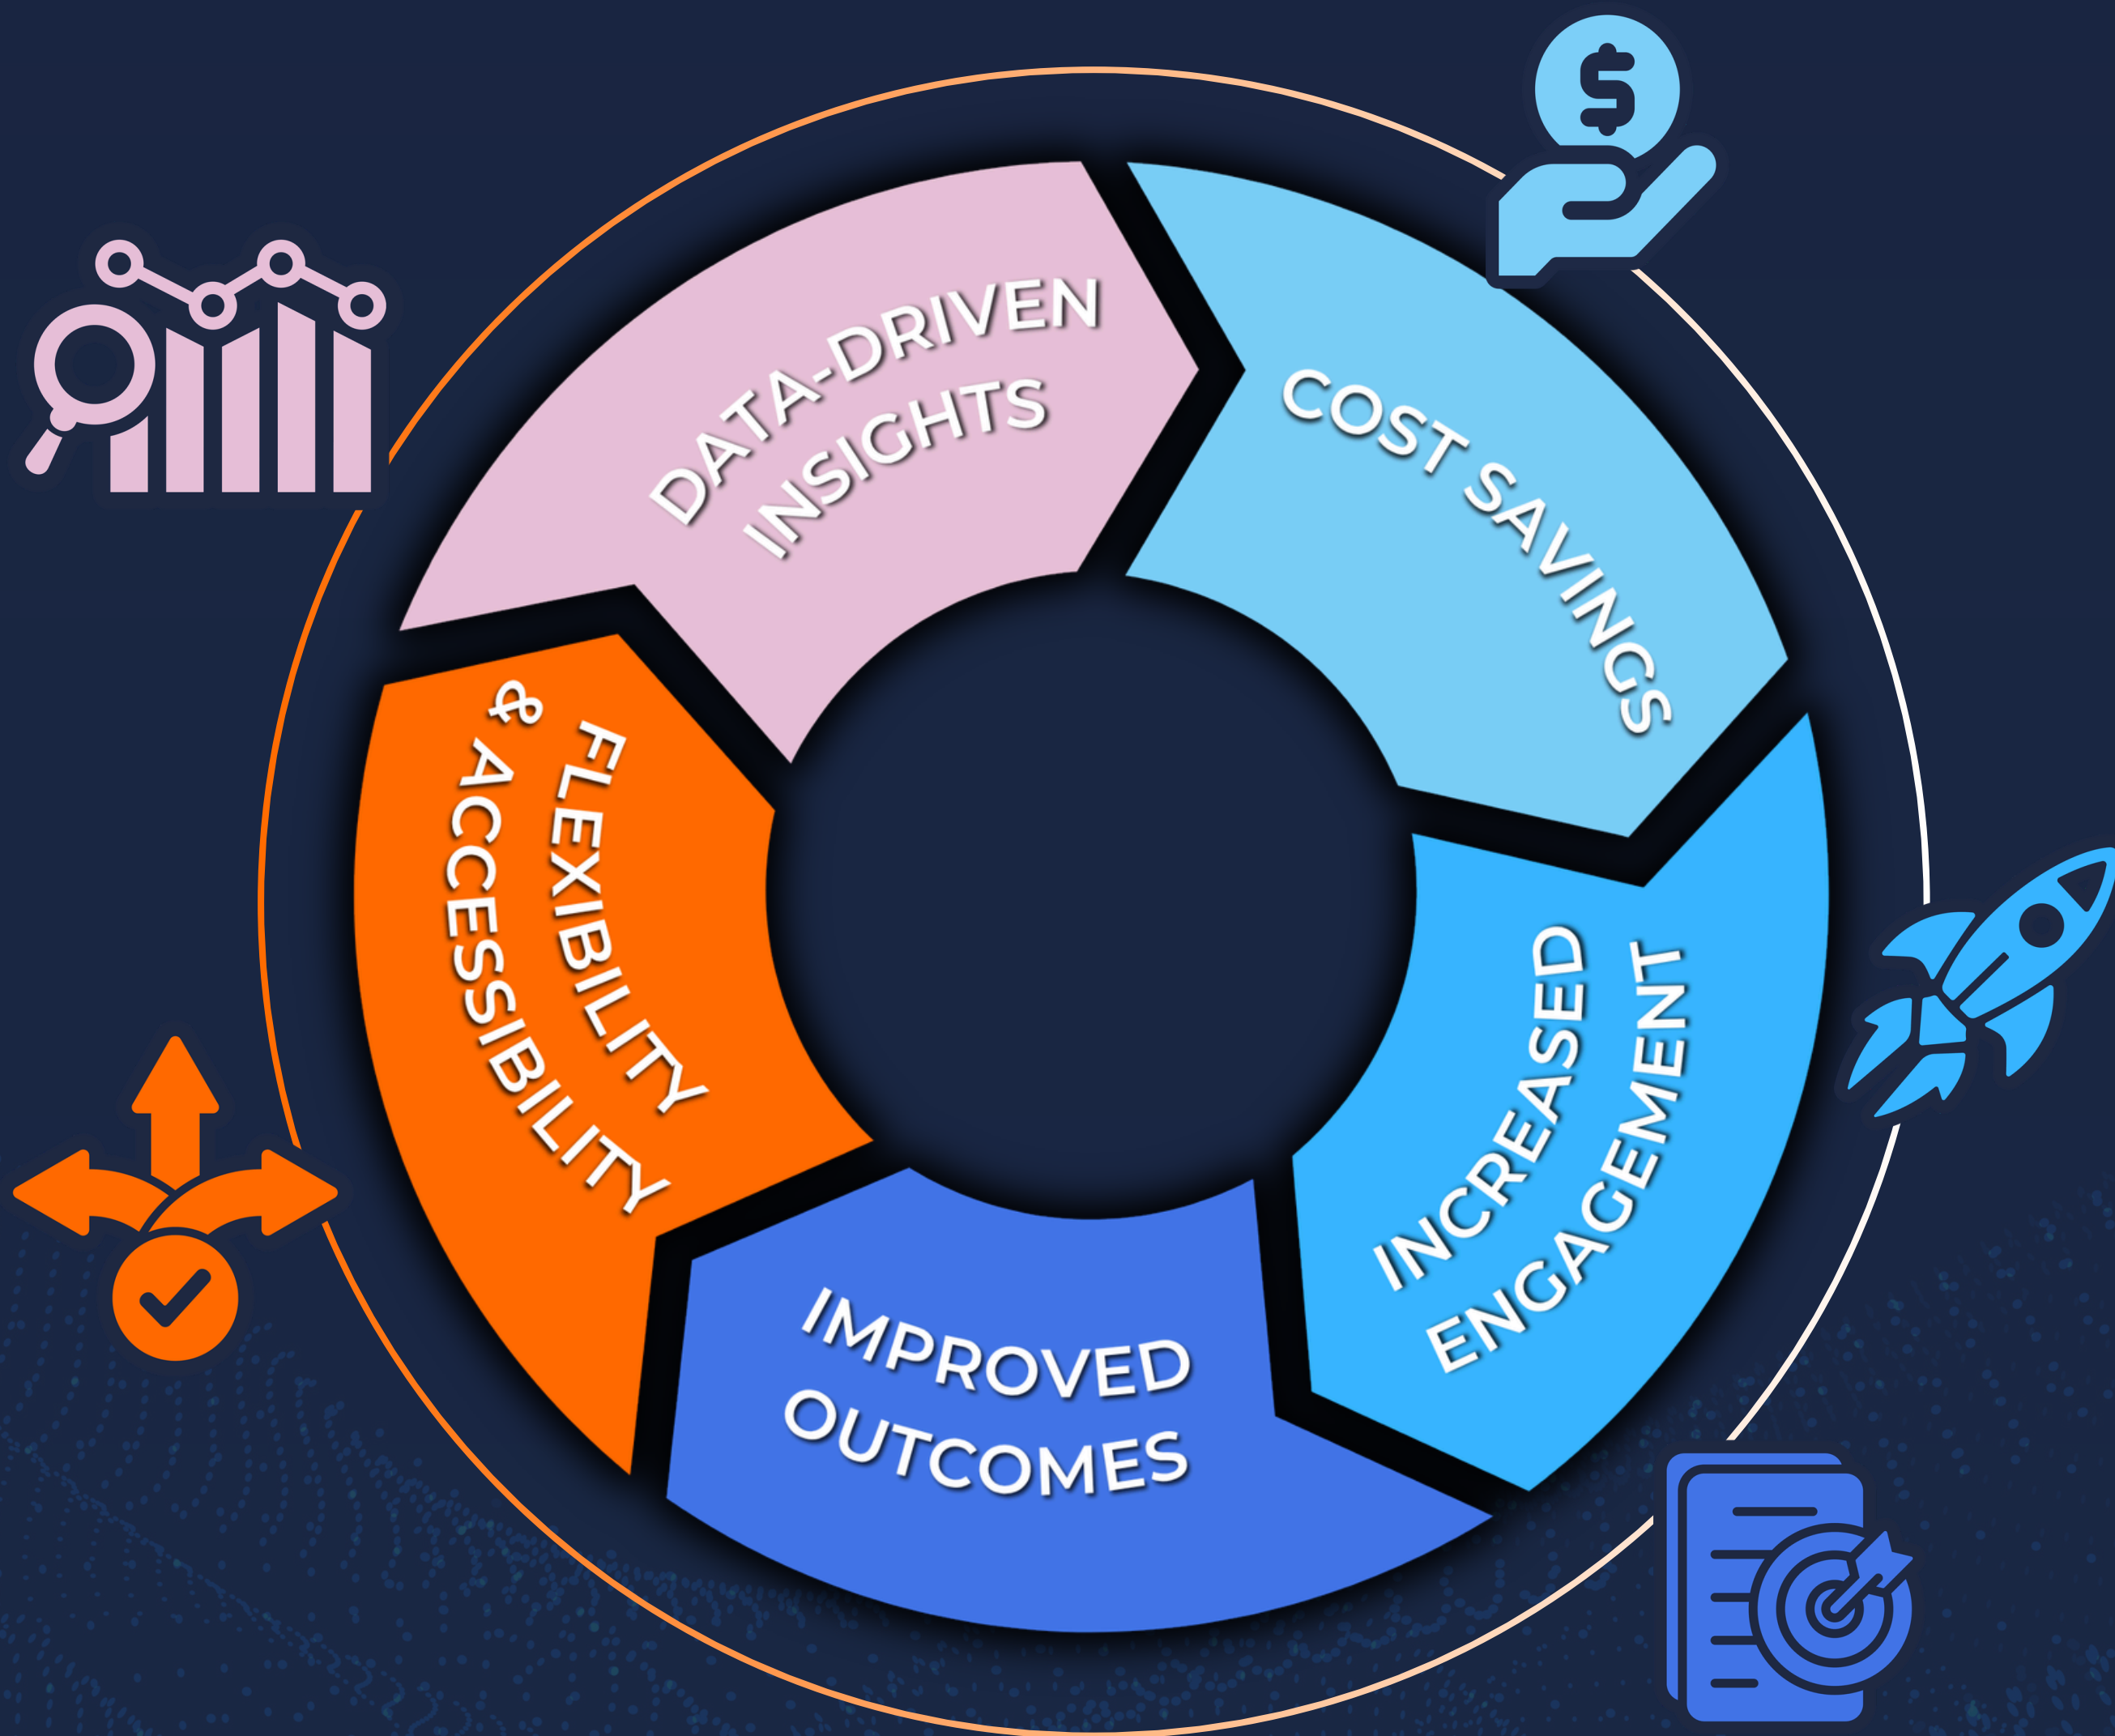 DATA-DRIVEN
INSIGHTS
COST SAVINGS
INCREASED
ENGAGEMENT
IMPROVED
OUTCOMES
FLEXIBILITY
& ACCESSIBILITY
$